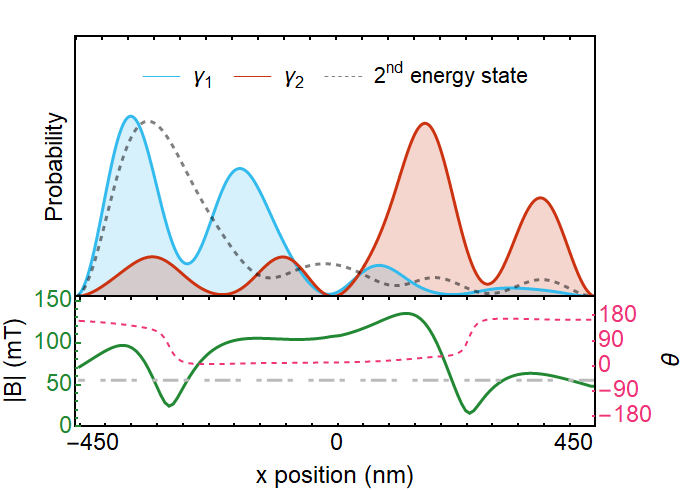 γ₁ γ₂ 2nd energy state
Probability
150
100
50
0
|B| (mT)
180
90
0
−90
−180
θ
−450 0 450
x position (nm)